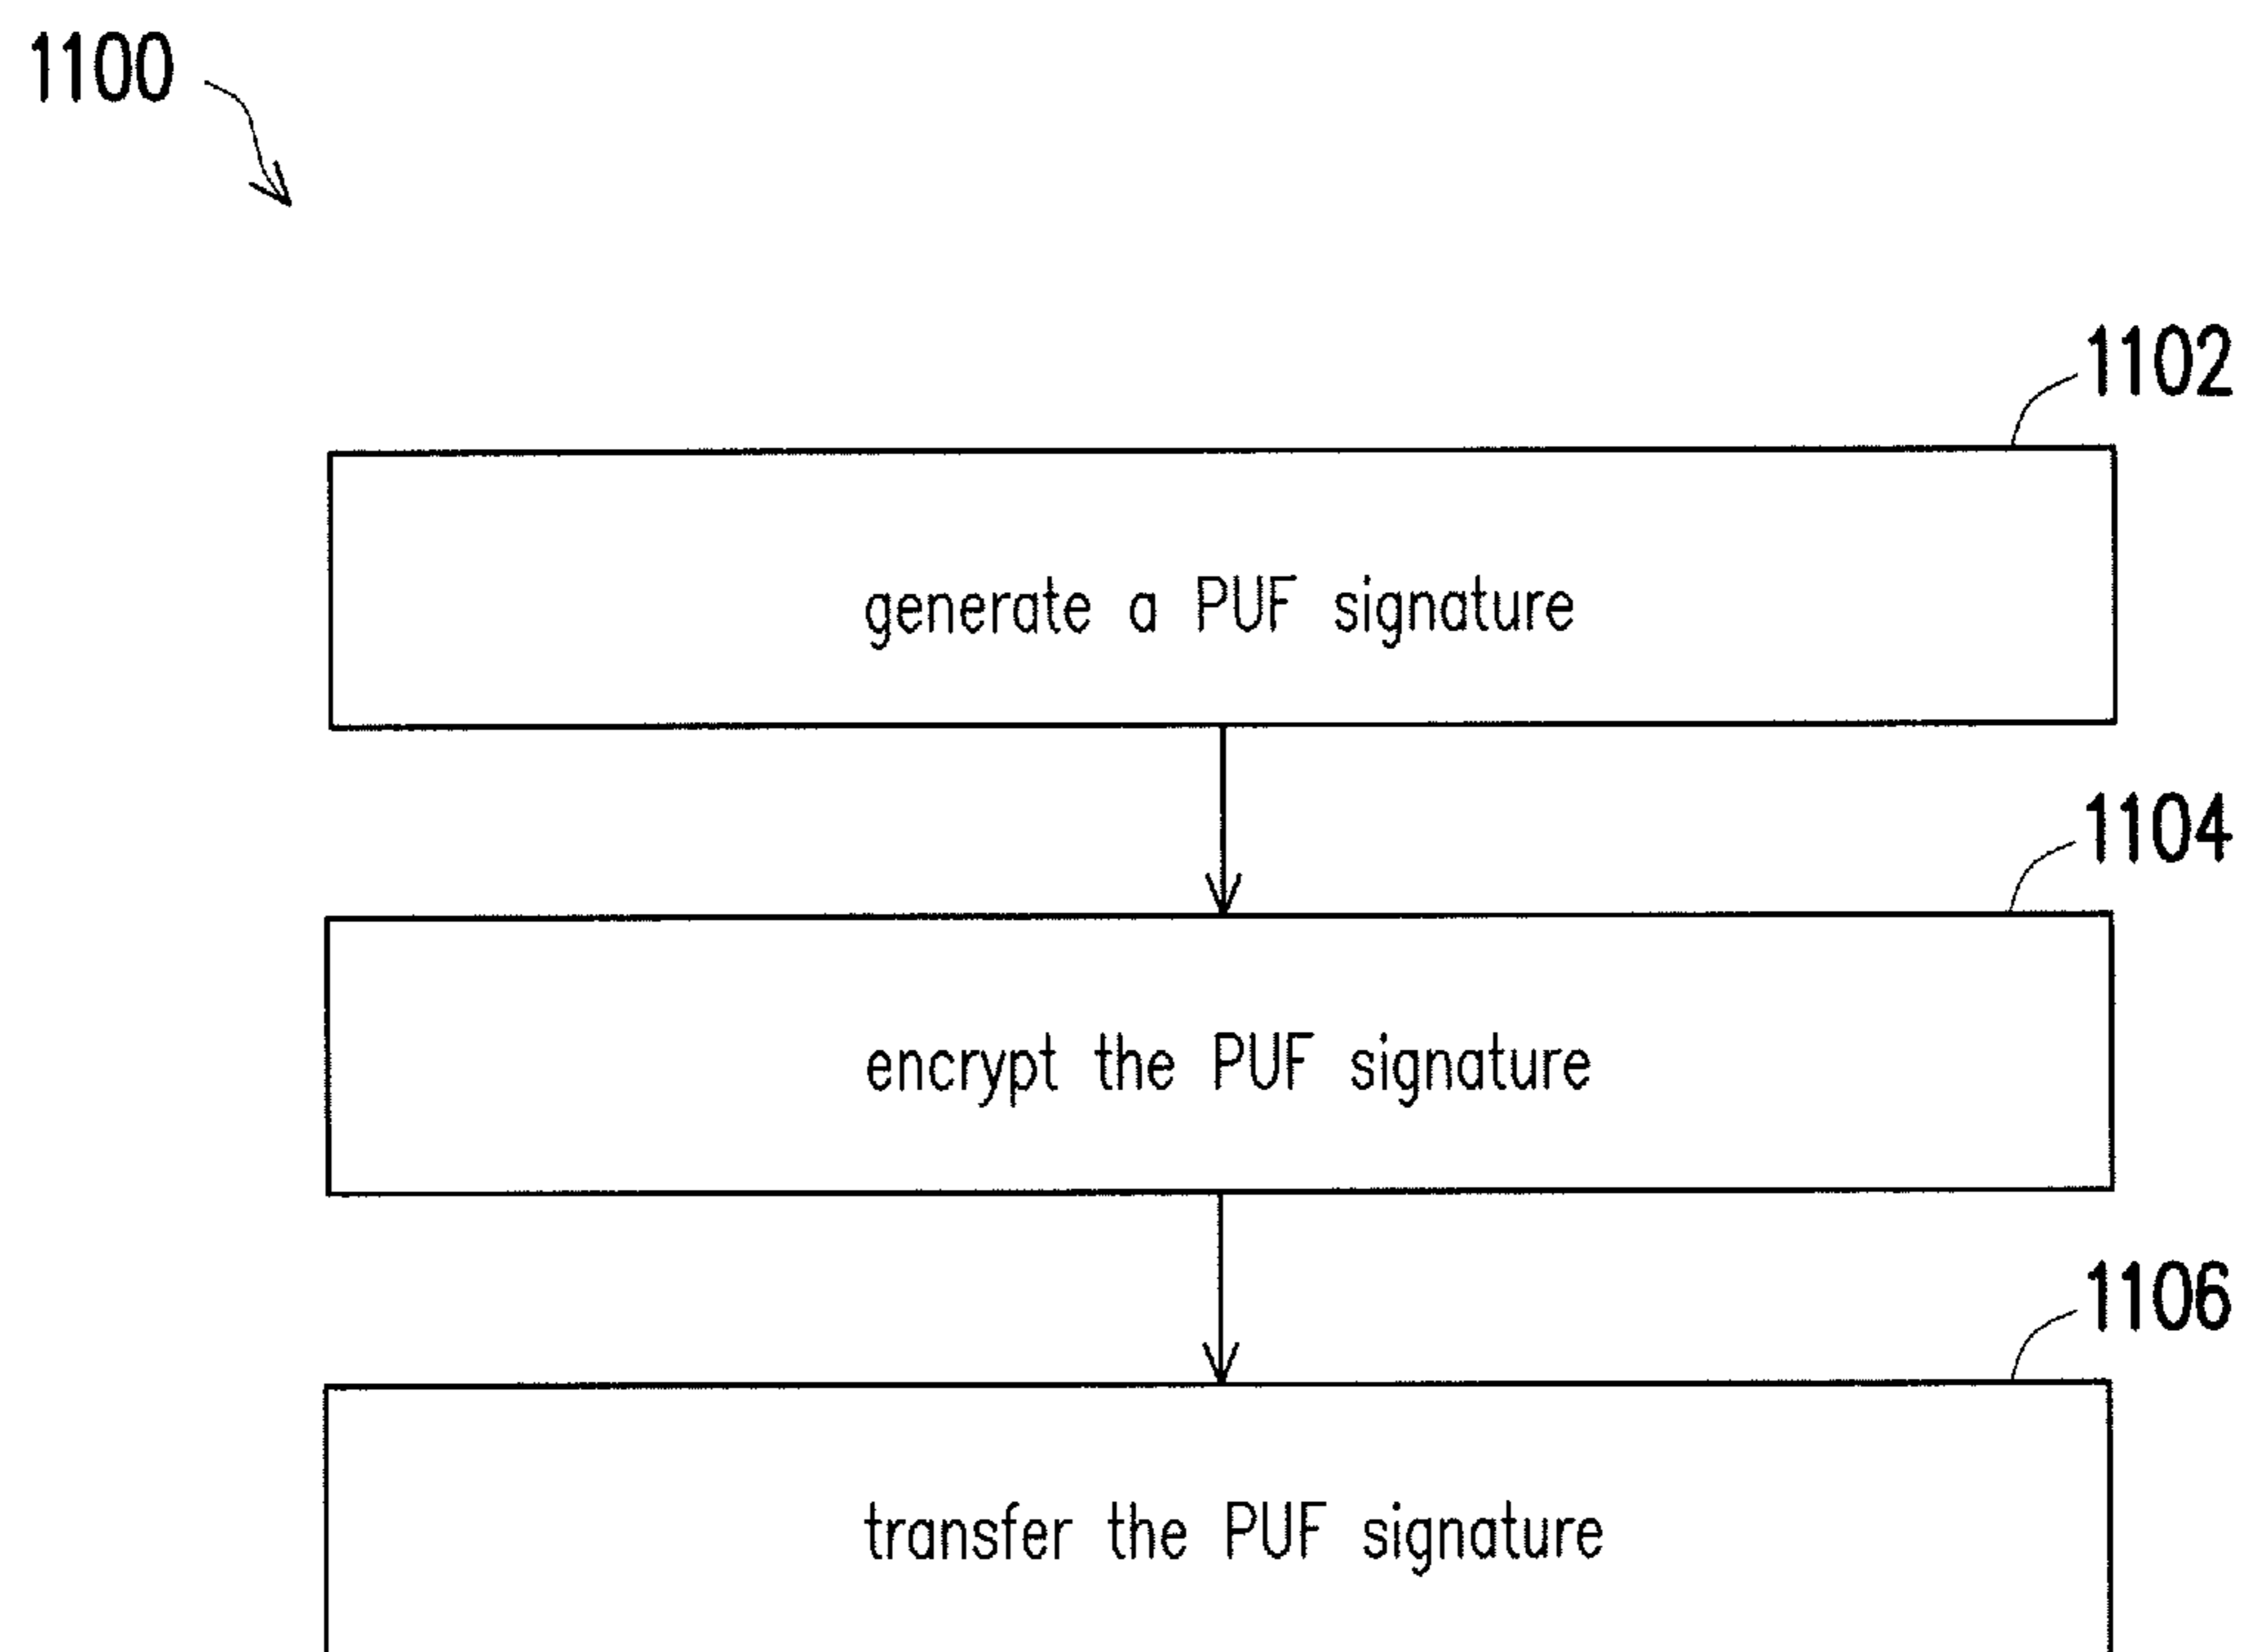 1100
1102
generate a PUF signature
1104
encrypt the PUF signature
1106
transfer the PUF signature